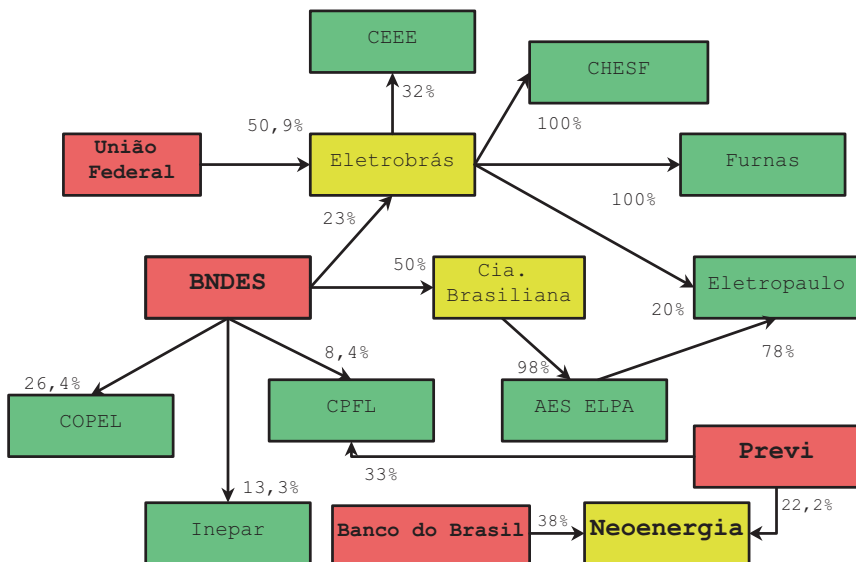 CEEE
CHESF
32%
100%
50,9%
União
Federal
Eletrobrás
Furnas
100%
23%
BNDES
50%
Cia.
Brasiliana
Eletropaulo
20%
8,4%
78%
98%
26,4%
COPEL
CPFL
AES ELPA
Previ
33%
13,3%
22,2%
Inepar
Banco do Brasil
38%
Neoenergia